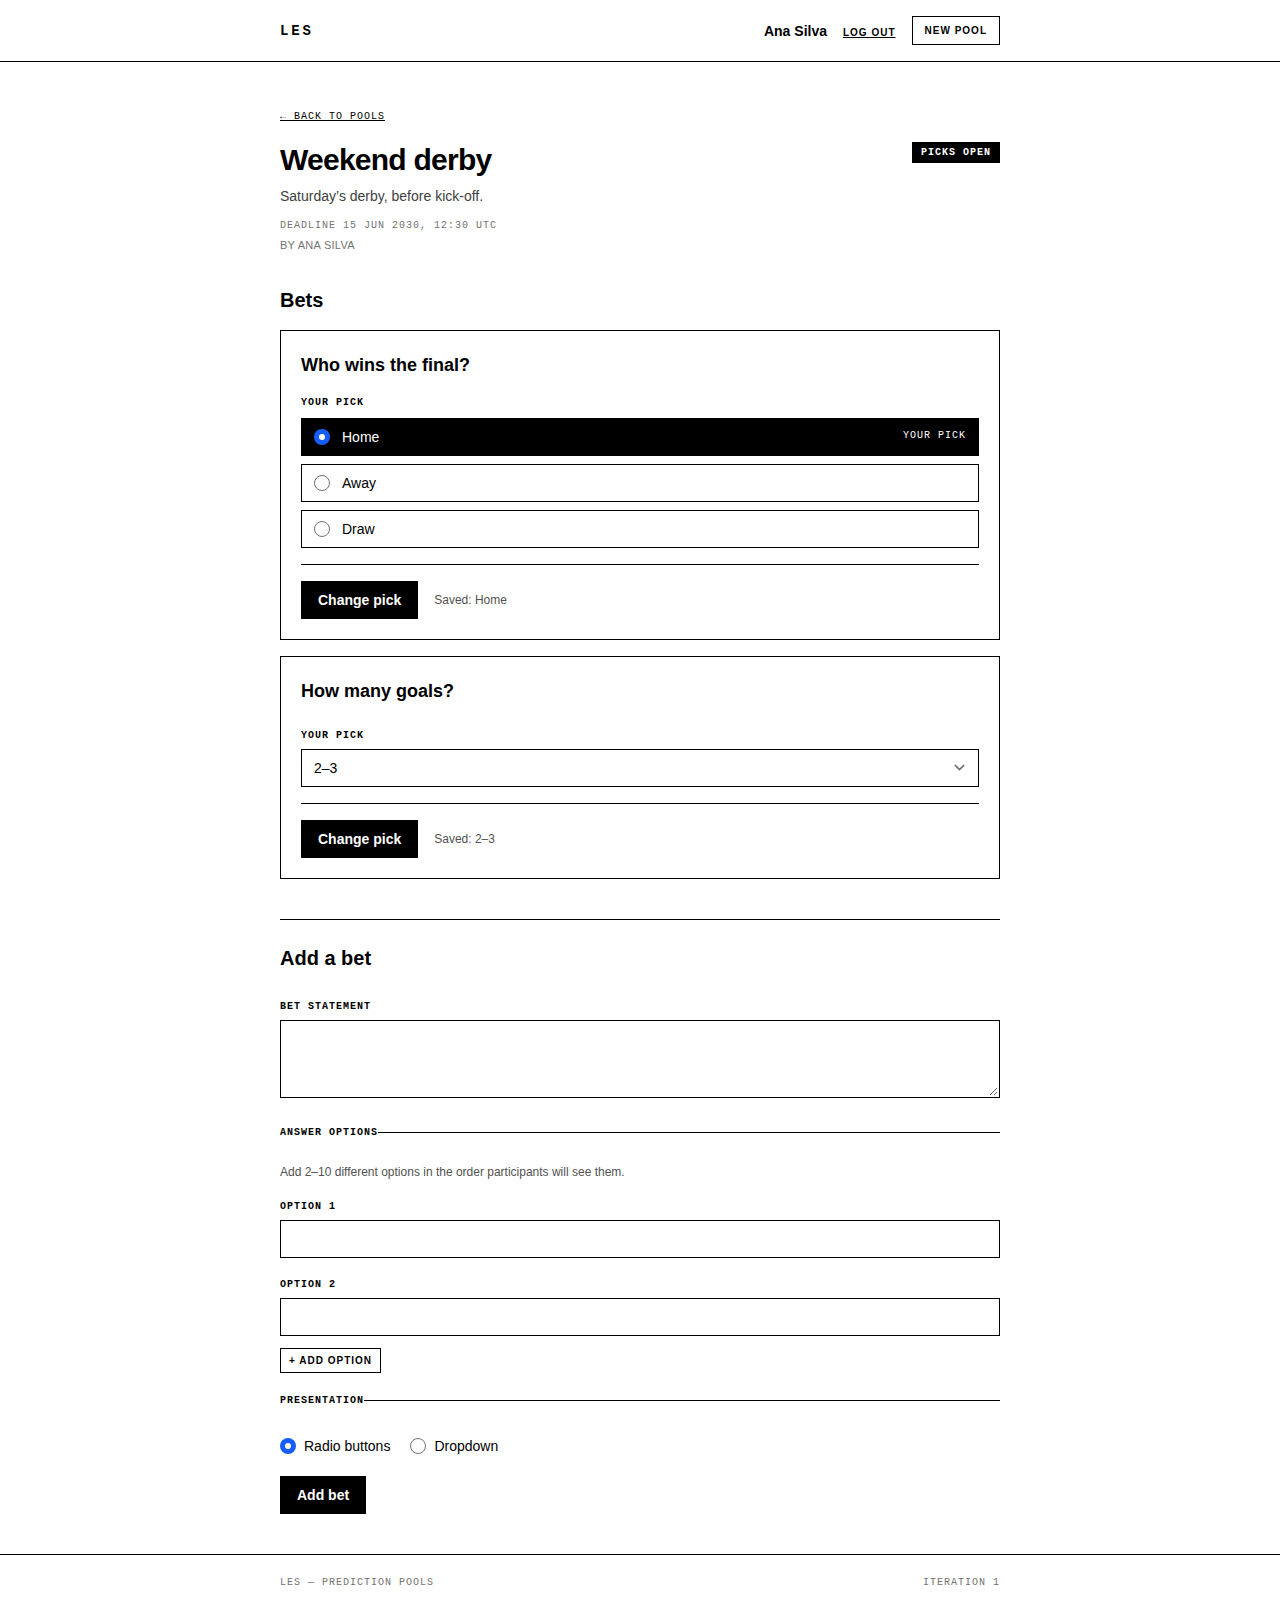 LES
Ana Silva LOG OUT NEW POOL
← BACK TO POOLS
Weekend derby
PICKS OPEN
Saturday’s derby, before kick-off.
DEADLINE 15 JUN 2030, 12:30 UTC
BY ANA SILVA
Bets
Who wins the final?
YOUR PICK
Home YOUR PICK
Away
Draw
Change pick Saved: Home
How many goals?
YOUR PICK
2–3
Change pick Saved: 2–3
Add a bet
BET STATEMENT
ANSWER OPTIONS
Add 2–10 different options in the order participants will see them.
OPTION 1
OPTION 2
+ ADD OPTION
PRESENTATION
Radio buttons Dropdown
Add bet
LES — PREDICTION POOLS ITERATION 1